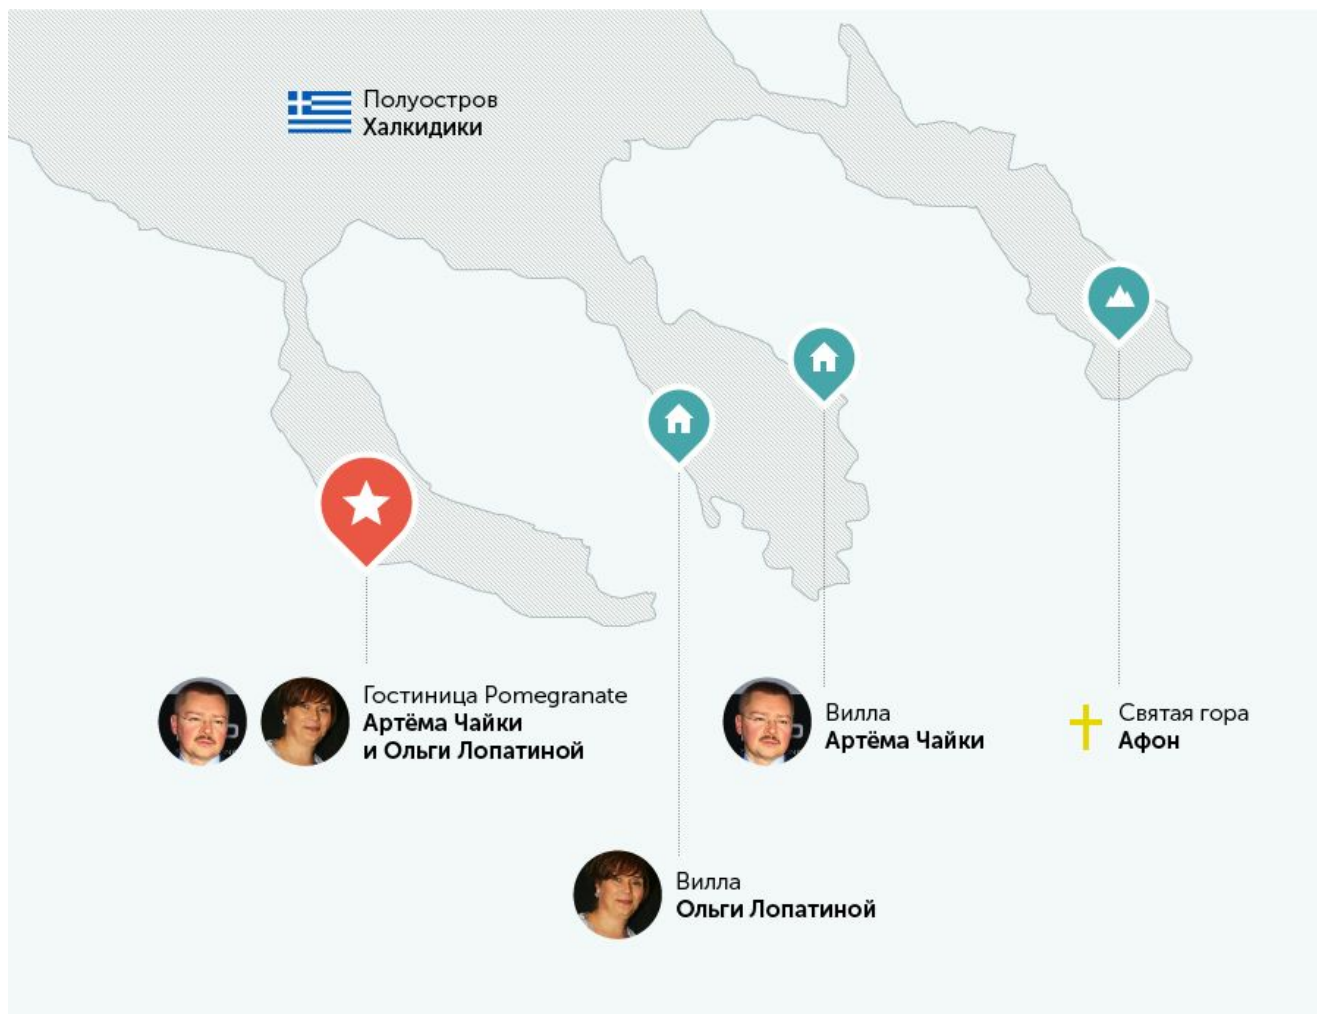 Полуостров
Халкидики
Гостиница Pomegranate
Артёма Чайки
и Ольги Лопатиной
Вилла
Артёма Чайки
Святая гора
Афон
Вилла
Ольги Лопатиной